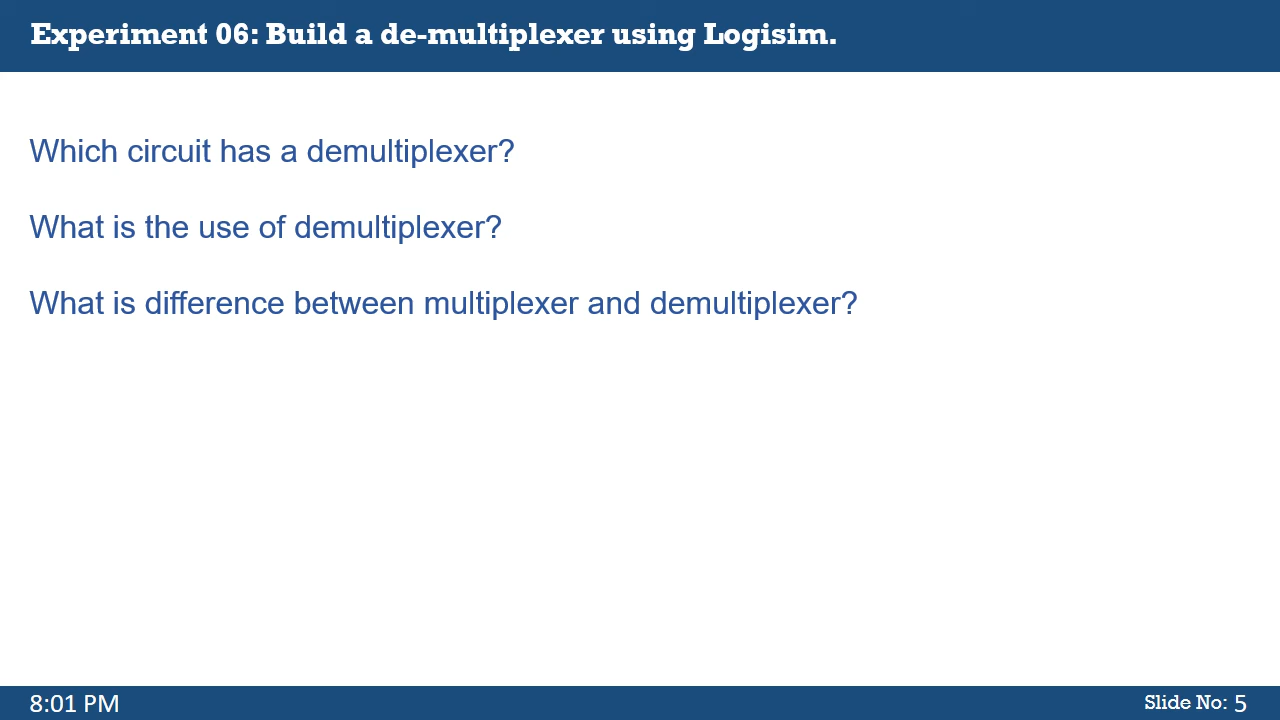 Experiment 06: Build a de-multiplexer using Logisim.
Which circuit has a demultiplexer?
What is the use of demultiplexer?
What is difference between multiplexer and demultiplexer?
8:01 PM
Slide No: 5